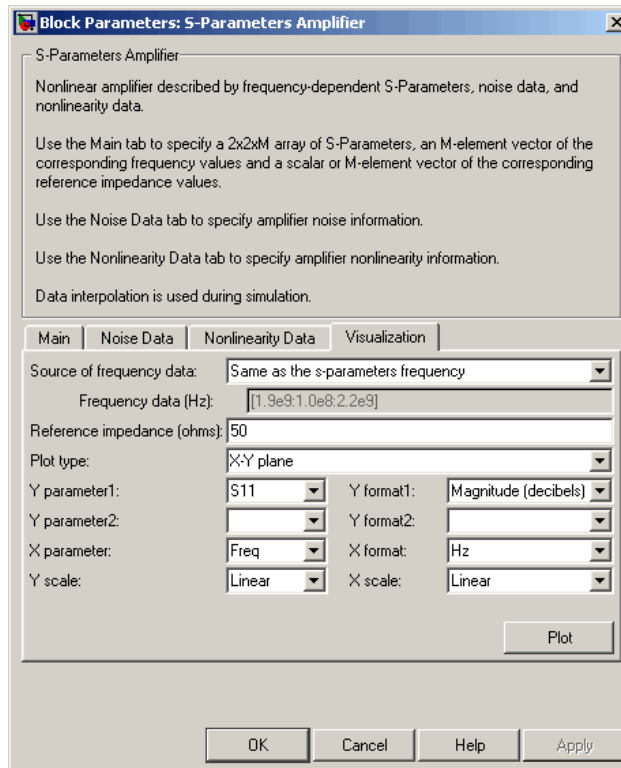 Block Parameters: S-Parameters Amplifier
S-Parameters Amplifier
Nonlinear amplifier described by frequency-dependent S-Parameters, noise data, and
nonlinearity data.
Use the Main tab to specify a 2x2xM array of S-Parameters, an M-element vector of the
corresponding frequency values and a scalar or M-element vector of the corresponding
reference impedance values.
Use the Noise Data tab to specify amplifier noise information.
Use the Nonlinearity Data tab to specify amplifier nonlinearity information.
Data interpolation is used during simulation.
Main Noise Data Nonlinearity Data Visualization
Source of frequency data: Same as the s-parameters frequency
Frequency data (Hz): [1.9e9:1.0e8:2.2e9]
Reference impedance (ohms): 50
Plot type: X-Y plane
Y parameter1: S11 Y format1: Magnitude (decibels)
Y parameter2: Y format2:
X parameter: Freq X format: Hz
Y scale: Linear X scale: Linear
Plot
OK Cancel Help Apply